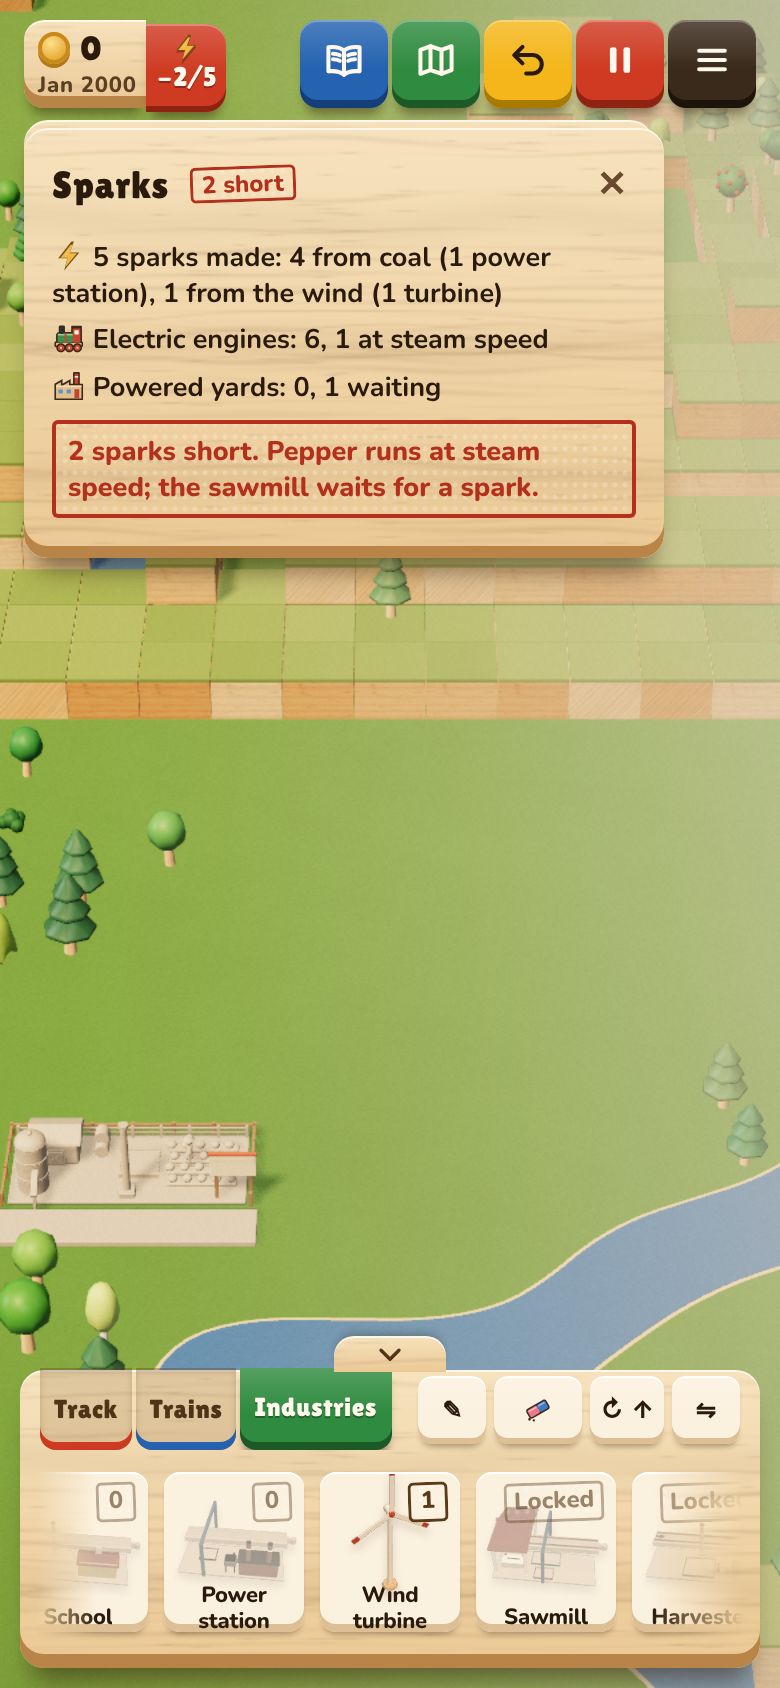 0
Jan 2000
-2/5
Sparks
2 short
5 sparks made: 4 from coal (1 power
station), 1 from the wind (1 turbine)
Electric engines: 6, 1 at steam speed
Powered yards: 0, 1 waiting
2 sparks short. Pepper runs at steam
speed; the sawmill waits for a spark.
Track
Trains
Industries
0
School
0
Power
station
1
Wind
turbine
Locked
Sawmill